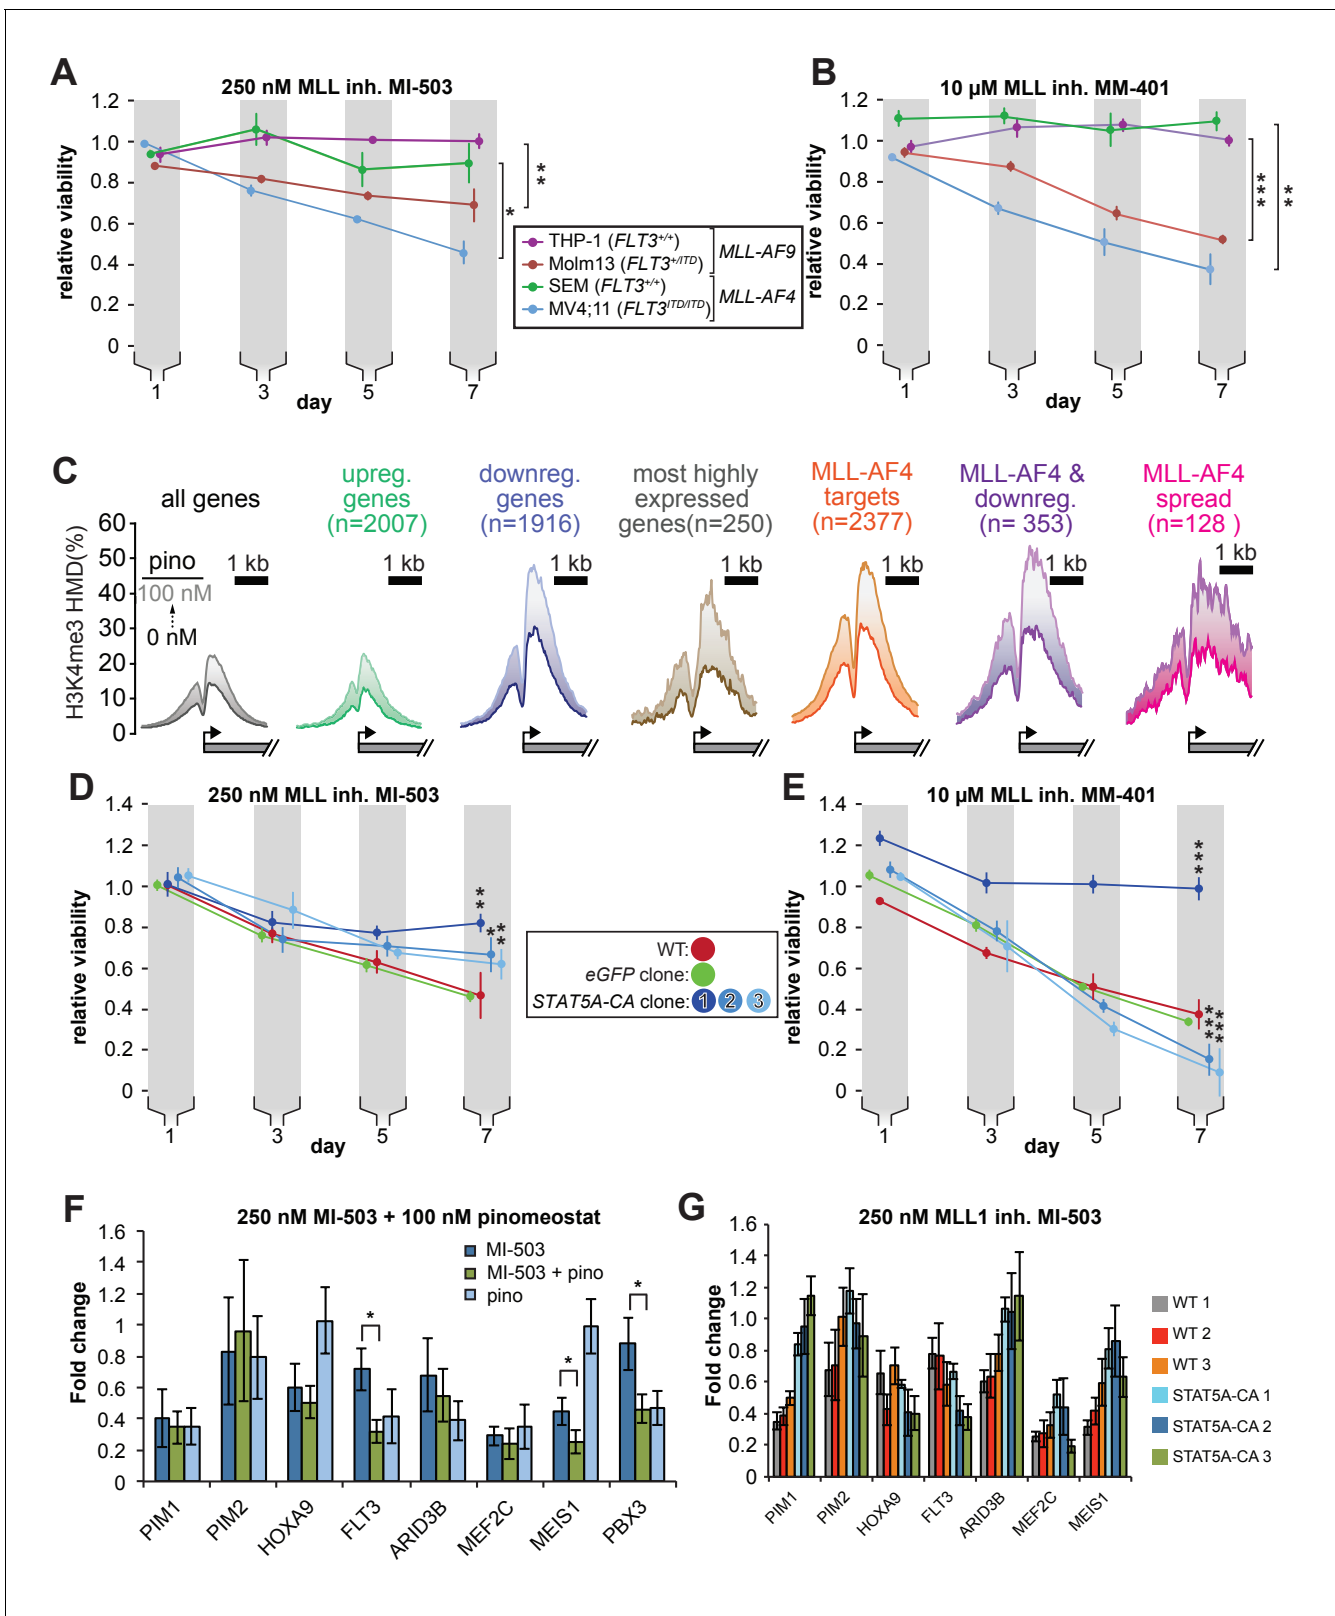 A
250 nM MLL inh. MI-503
relative viability
1.2
1.0
0.8
0.6
0.4
0.2
0
1
3
5
7
day
**
*
B
10 µM MLL inh. MM-401
relative viability
1.2
1.0
0.8
0.6
0.4
0.2
0
1
3
5
7
day
***
**
THP-1 (FLT3+/+)
Molm13 (FLT3+/ITD)
MLL-AF9
SEM (FLT3+/+)
MV4;11 (FLT3ITD/ITD)
MLL-AF4
C
H3K4me3 HMD(%)
60
50
40
30
20
10
0
all genes
pino
100 nM
0 nM
1 kb
upreg.
genes
(n=2007)
1 kb
downreg.
genes
(n=1916)
1 kb
most highly
expressed
genes(n=250)
1 kb
MLL-AF4
targets
(n=2377)
1 kb
MLL-AF4 &
downreg.
(n= 353)
1 kb
MLL-AF4
spread
(n=128 )
1 kb
D
250 nM MLL inh. MI-503
relative viability
1.4
1.2
1.0
0.8
0.6
0.4
0.2
0
1
3
5
7
day
**
*
**
WT:
eGFP clone:
STAT5A-CA clone: 1 2 3
E
10 µM MLL inh. MM-401
relative viability
1.4
1.2
1.0
0.8
0.6
0.4
0.2
0
1
3
5
7
day
***
***
***
F
250 nM MI-503 + 100 nM pinomeostat
Fold change
1.6
1.4
1.2
1
0.8
0.6
0.4
0.2
0
MI-503
MI-503 + pino
pino
*
*
*
PIM1
PIM2
HOXA9
FLT3
ARID3B
MEF2C
MEIS1
PBX3
G
250 nM MLL1 inh. MI-503
Fold change
1.6
1.4
1.2
1.0
0.8
0.6
0.4
0.2
0
PIM1
PIM2
HOXA9
FLT3
ARID3B
MEF2C
MEIS1
WT 1
WT 2
WT 3
STAT5A-CA 1
STAT5A-CA 2
STAT5A-CA 3